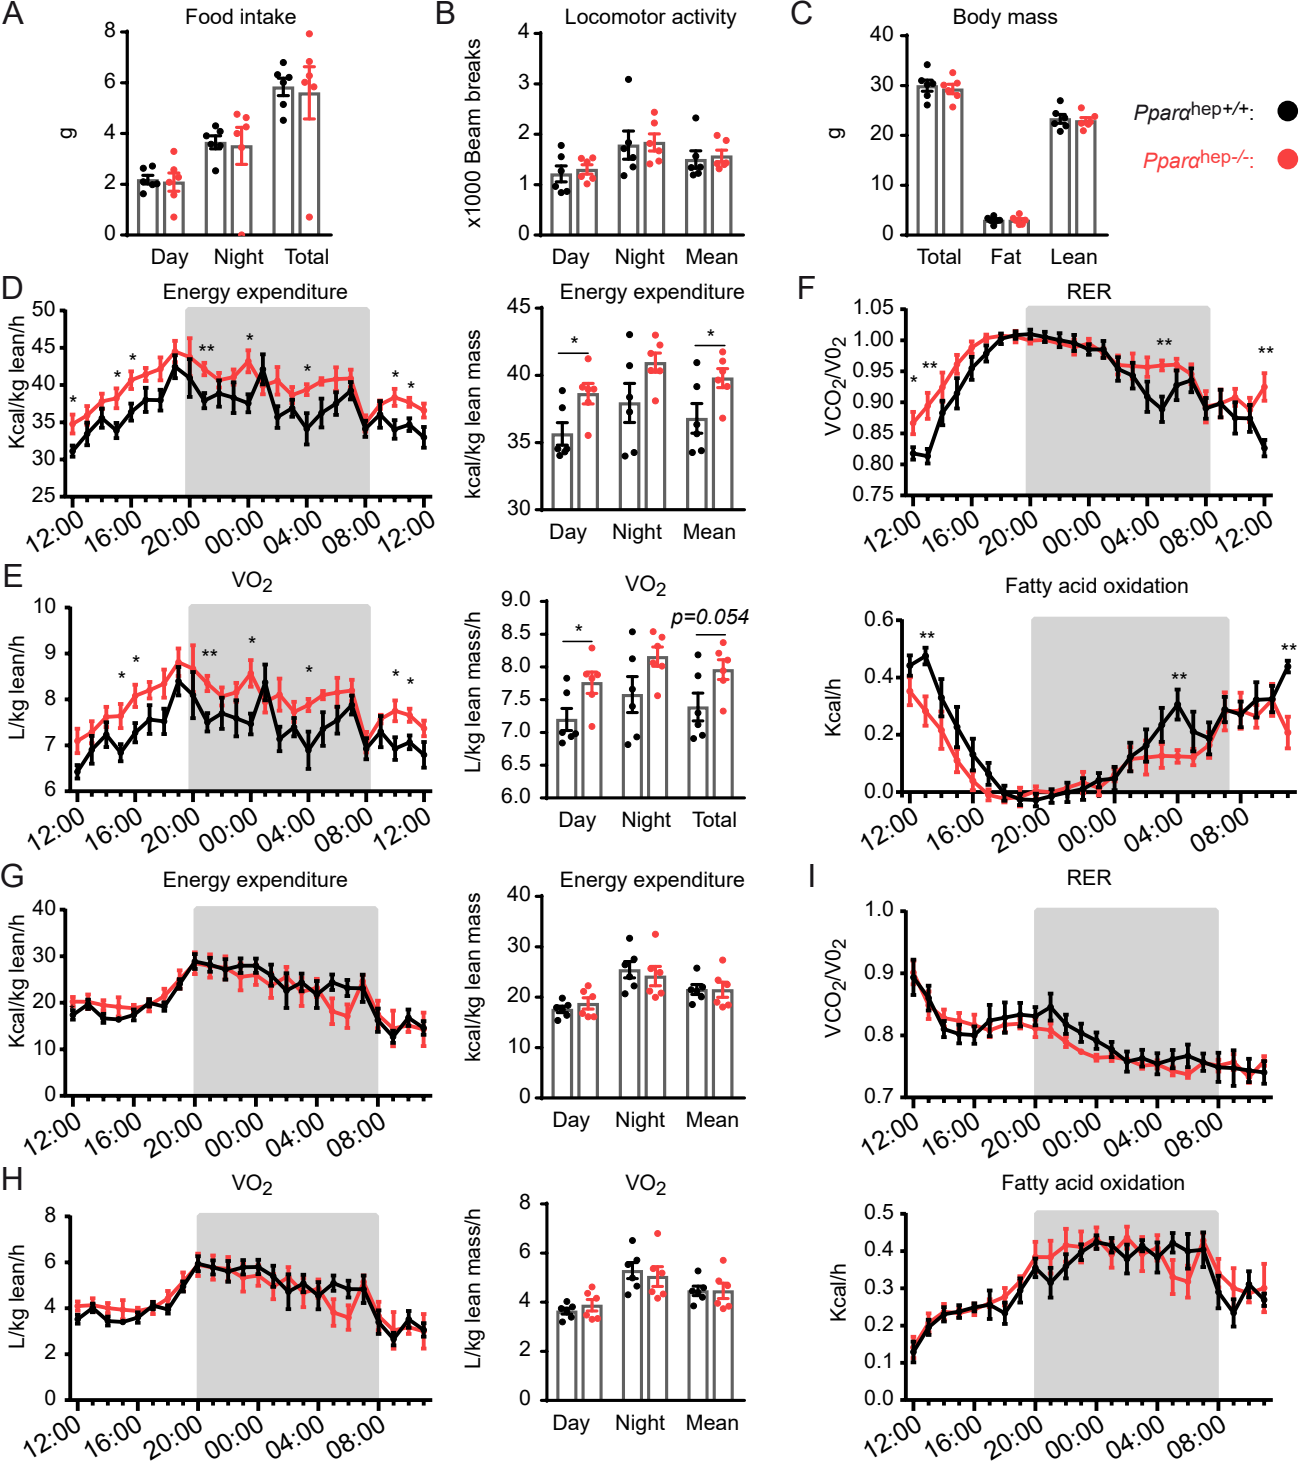 A
Food intake
g
8
6
4
2
0
Day Night Total
B
Locomotor activity
x1000 Beam breaks
4
3
2
1
0
Day Night Mean
C
Body mass
g
40
30
20
10
0
Total Fat Lean
Pparαhep+/+:
Pparαhep-/-:
D
Energy expenditure
Kcal/kg lean/h
50
45
40
35
30
25
* * * ** * * * *
12:00 16:00 20:00 00:00 04:00 08:00 12:00
Energy expenditure
kcal/kg lean mass
45
40
35
30
* *
Day Night Mean
F
RER
VCO2/V02
1.05
1.00
0.95
0.90
0.85
0.80
0.75
* ** ** **
12:00 16:00 20:00 00:00 04:00 08:00 12:00
E
VO2
L/kg lean/h
10
9
8
7
6
* * ** * * * *
12:00 16:00 20:00 00:00 04:00 08:00 12:00
VO2
L/kg lean mass/h
9.0
8.5
8.0
7.5
7.0
6.5
6.0
* p=0.054
Day Night Total
Fatty acid oxidation
Kcal/h
0.6
0.4
0.2
0.0
** ** **
12:00 16:00 20:00 00:00 04:00 08:00
G
Energy expenditure
Kcal/kg lean/h
40
30
20
10
0
12:00 16:00 20:00 00:00 04:00 08:00
Energy expenditure
kcal/kg lean mass
40
30
20
10
0
Day Night Mean
I
RER
VCO2/V02
1.0
0.9
0.8
0.7
12:00 16:00 20:00 00:00 04:00 08:00
H
VO2
L/kg lean/h
8
6
4
2
0
12:00 16:00 20:00 00:00 04:00 08:00
VO2
L/kg lean mass/h
8
6
4
2
0
Day Night Mean
Fatty acid oxidation
Kcal/h
0.5
0.4
0.3
0.2
0.1
0.0
12:00 16:00 20:00 00:00 04:00 08:00